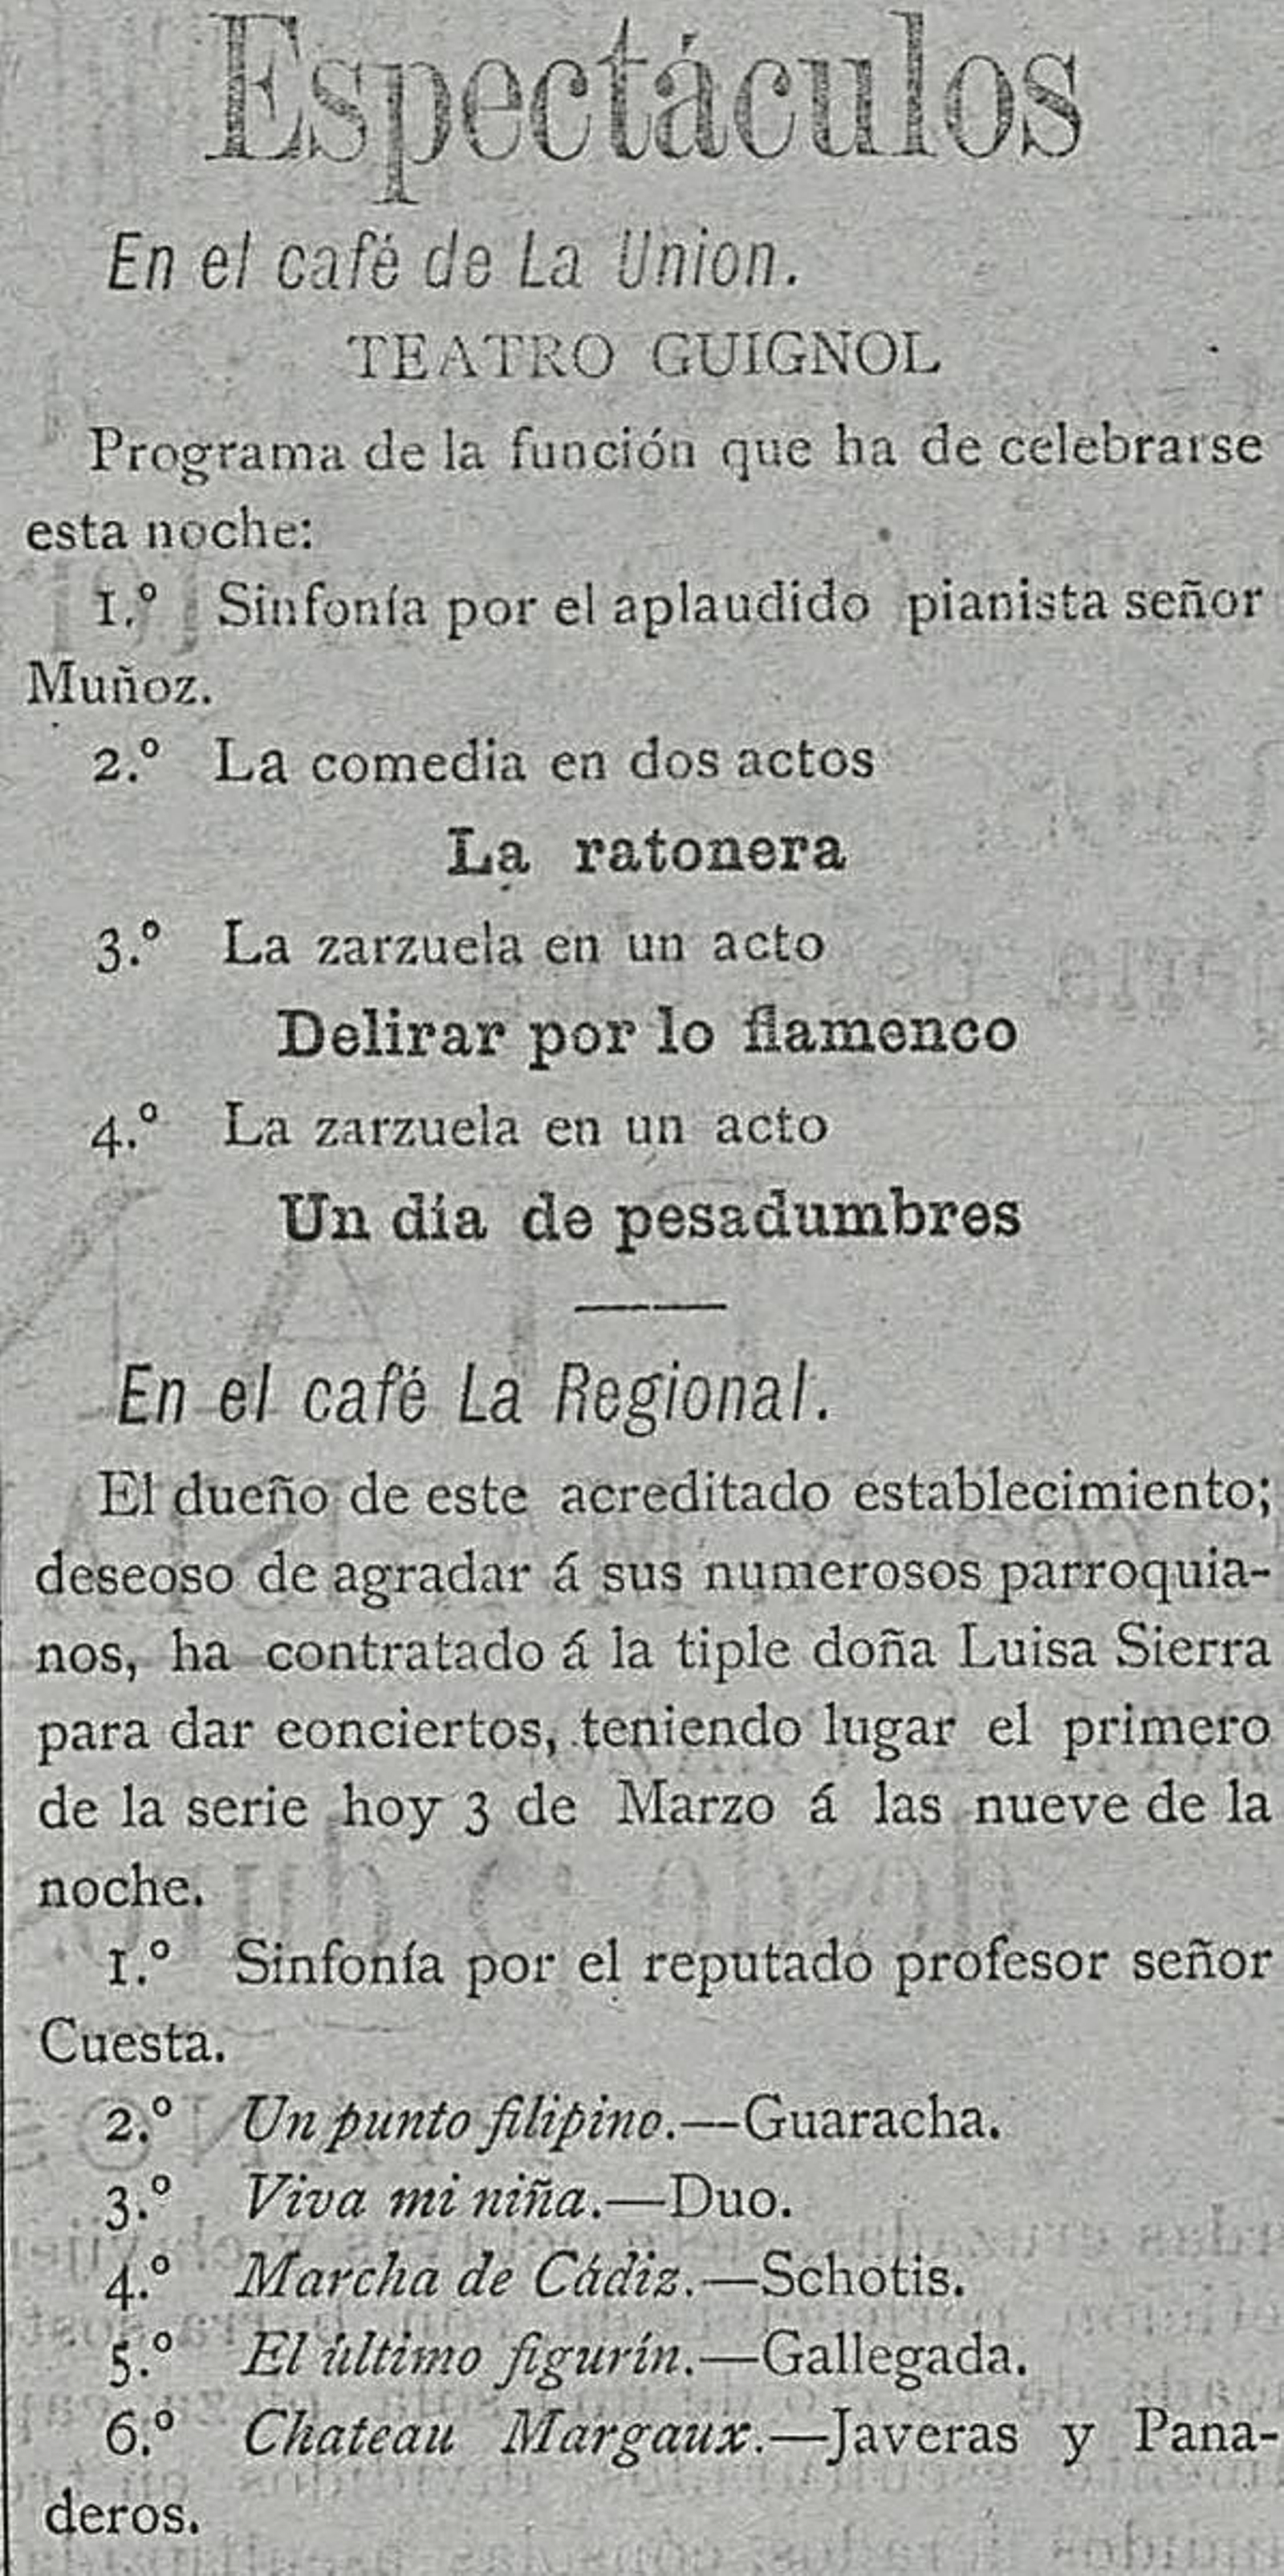 Espectáculos
En el café de La Union.
TEATRO GUIGNOL
Programa de la función que ha de celebrarse
esta noche:
1.º Sinfonía por el aplaudido pianista señor
Muñoz.
2.º La comedia en dos actos
La ratonera
3.º La zarzuela en un acto
Delirar por lo flamenco
4.º La zarzuela en un acto
Un día de pesadumbres
En el café La Regional.
El dueño de este acreditado establecimiento;
deseoso de agradar á sus numerosos parroquia-
nos, ha contratado á la tiple doña Luisa Sierra
para dar eonciertos, teniendo lugar el primero
de la serie hoy 3 de Marzo á las nueve de la
noche.
1.º Sinfonía por el reputado profesor señor
Cuesta.
2.º Un punto filipino.—Guaracha.
3.º Viva mi niña.—Duo.
4.º Marcha de Cádiz.—Schotis.
5.º El último figurín.—Gallegada.
6.º Chateau Margaux.—Javeras y Pana-
deros.